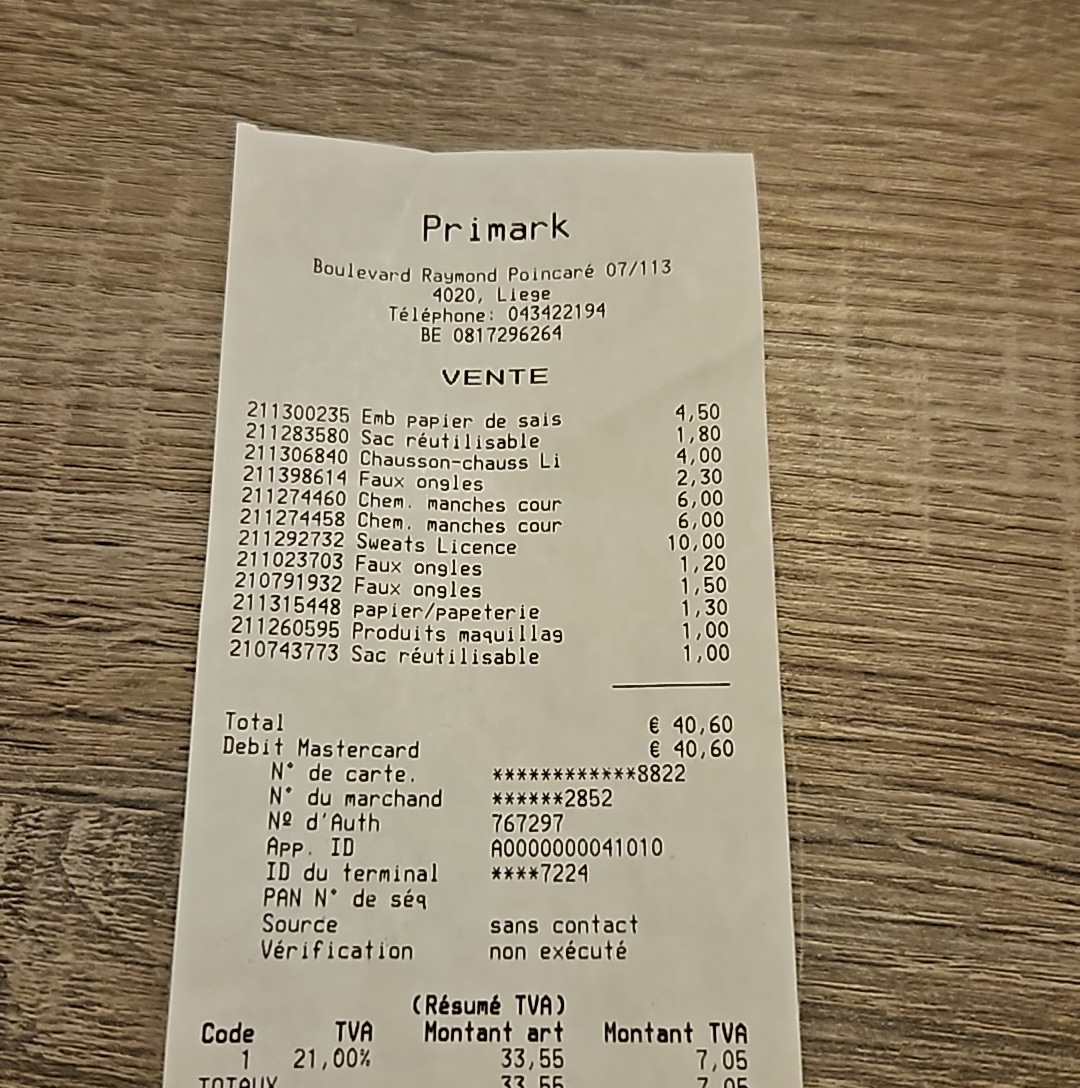 Primark
Boulevard Raymond Poincaré 07/113
4020, Liege
Téléphone: 043422194
BE 0817296264
VENTE
211300235 Emb papier de sais 4,50
211283580 Sac réutilisable 1,80
211306840 Chausson-chauss Li 4,00
211398614 Faux ongles 2,30
211274460 Chem. manches cour 6,00
211274458 Chem. manches cour 6,00
211292732 Sweats Licence 10,00
211023703 Faux ongles 1,20
210791932 Faux ongles 1,50
211315448 papier/papeterie 1,30
211260595 Produits maquillag 1,00
210743773 Sac réutilisable 1,00
Total € 40,60
Debit Mastercard € 40,60
N° de carte. ************8822
N° du marchand ******2852
Nº d'Auth 767297
App. ID A0000000041010
ID du terminal ****7224
PAN N° de séq
Source sans contact
Vérification non exécuté
(Résumé TVA)
Code TVA Montant art Montant TVA
1 21,00% 33,55 7,05
TOTAUX 33,55 7,05